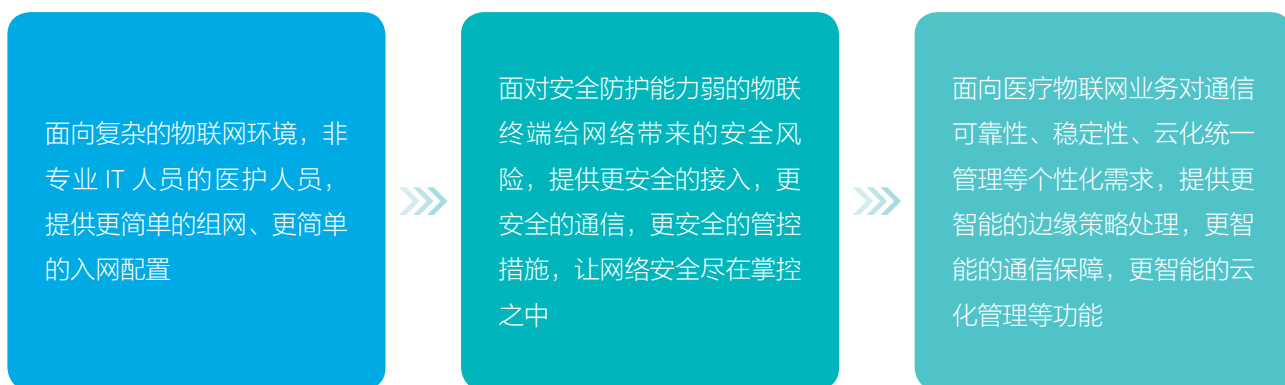 面向复杂的物联网环境，非
专业 IT 人员的医护人员，
提供更简单的组网、更简单
的入网配置
面对安全防护能力弱的物联
终端给网络带来的安全风
险，提供更安全的接入，更
安全的通信，更安全的管控
措施，让网络安全尽在掌控
之中
面向医疗物联网业务对通信
可靠性、稳定性、云化统一
管理等个性化需求，提供更
智能的边缘策略处理，更智
能的通信保障，更智能的云
化管理等功能